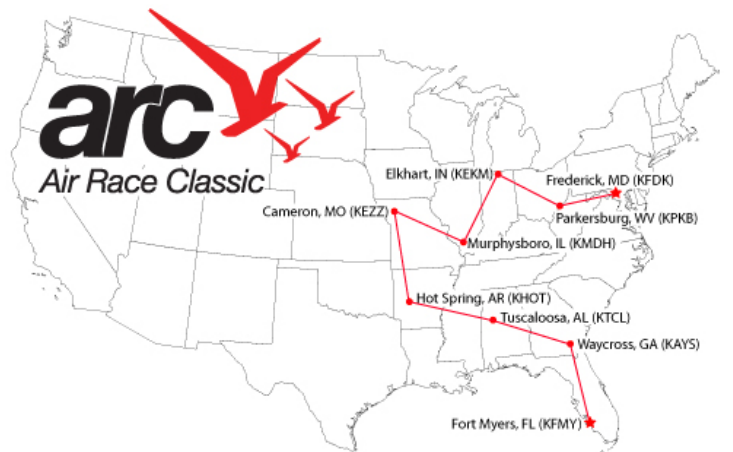 arc
Air Race Classic
Elkhart, IN (KEKM)
Frederick, MD (KFDK)
Cameron, MO (KEZZ)
Parkersburg, WV (KPKB)
Murphysboro, IL (KMDH)
Hot Spring, AR (KHOT)
Tuscaloosa, AL (KTCL)
Waycross, GA (KAYS)
Fort Myers, FL (KFMY)